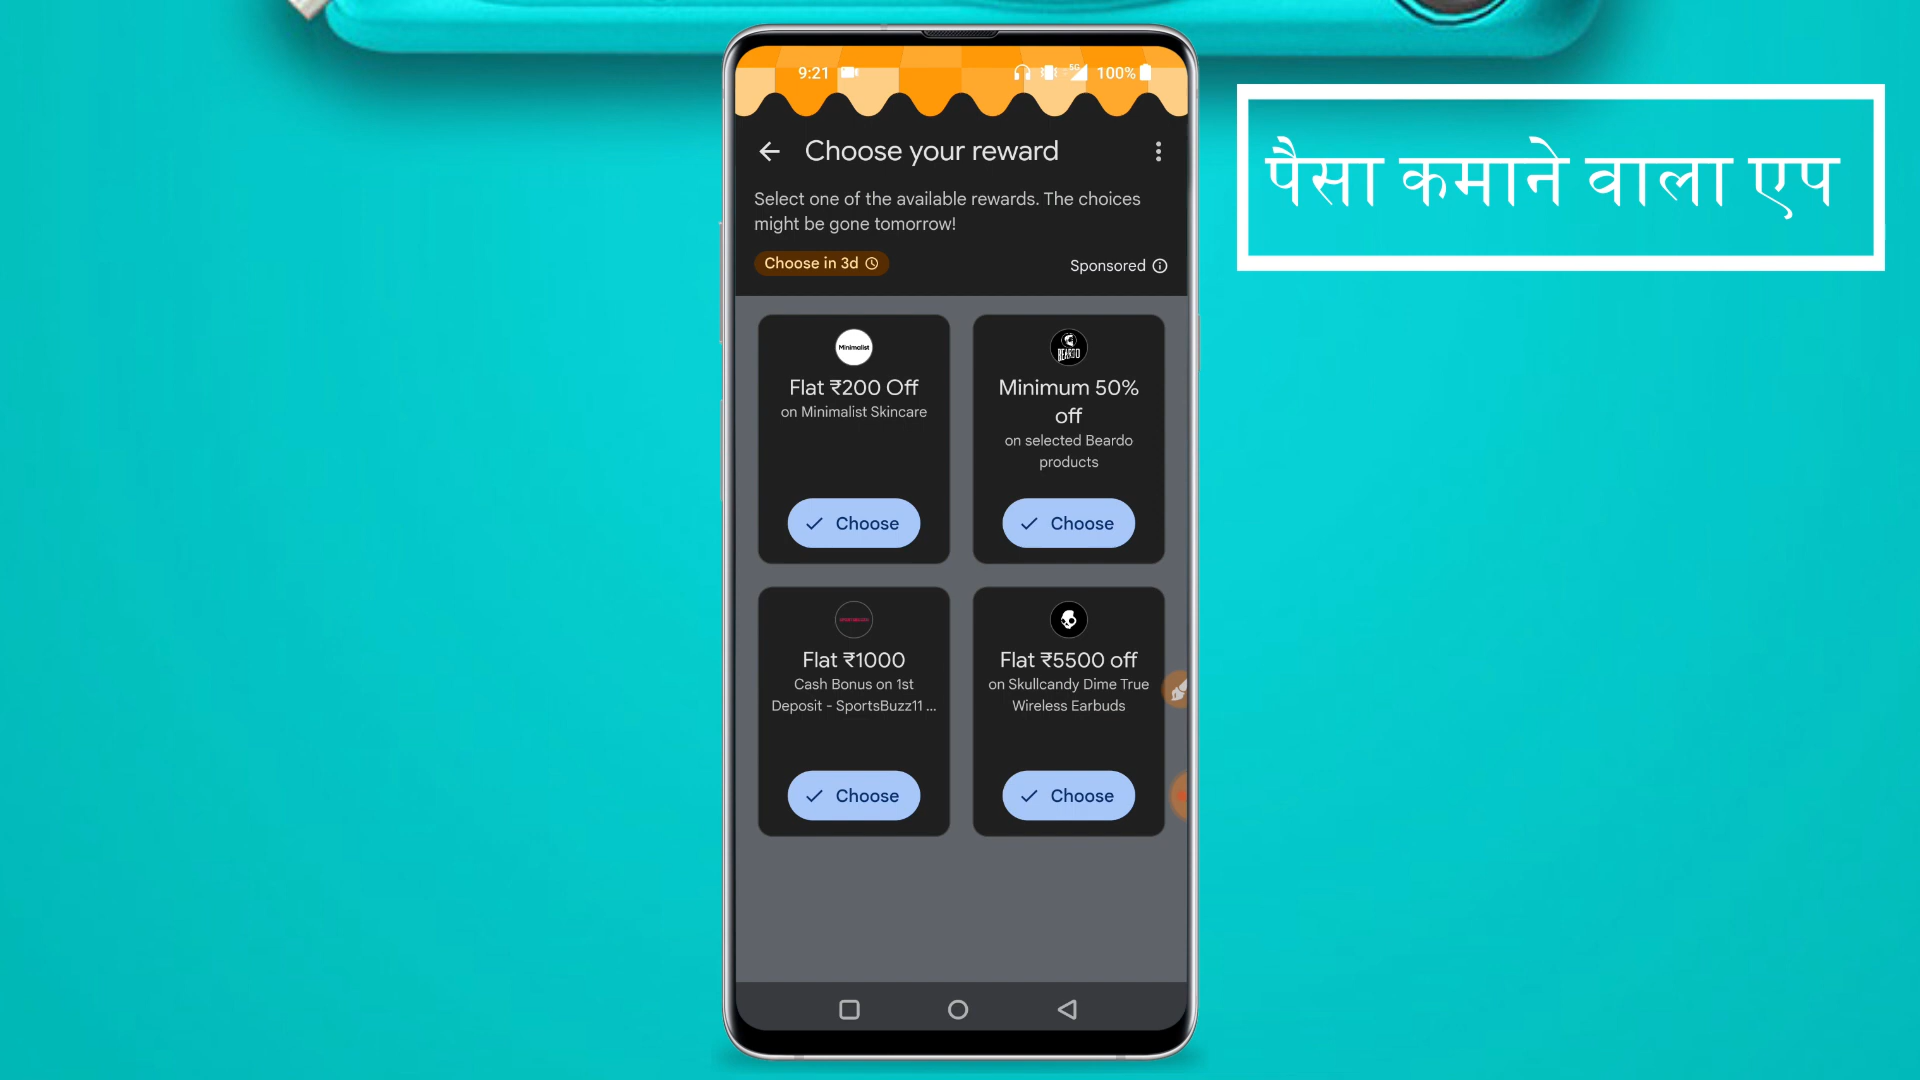 9:21
5G
100%
Choose your reward
Select one of the available rewards. The choices
might be gone tomorrow!
Choose in 3d
Sponsored
Minimalist
Flat ₹200 Off
on Minimalist Skincare
Choose
BEARDO
Minimum 50%
off
on selected Beardo
products
Choose
Flat ₹1000
Cash Bonus on 1st
Deposit - SportsBuzz11 ...
Choose
Flat ₹5500 off
on Skullcandy Dime True
Wireless Earbuds
Choose
पैसा कमाने वाला एप